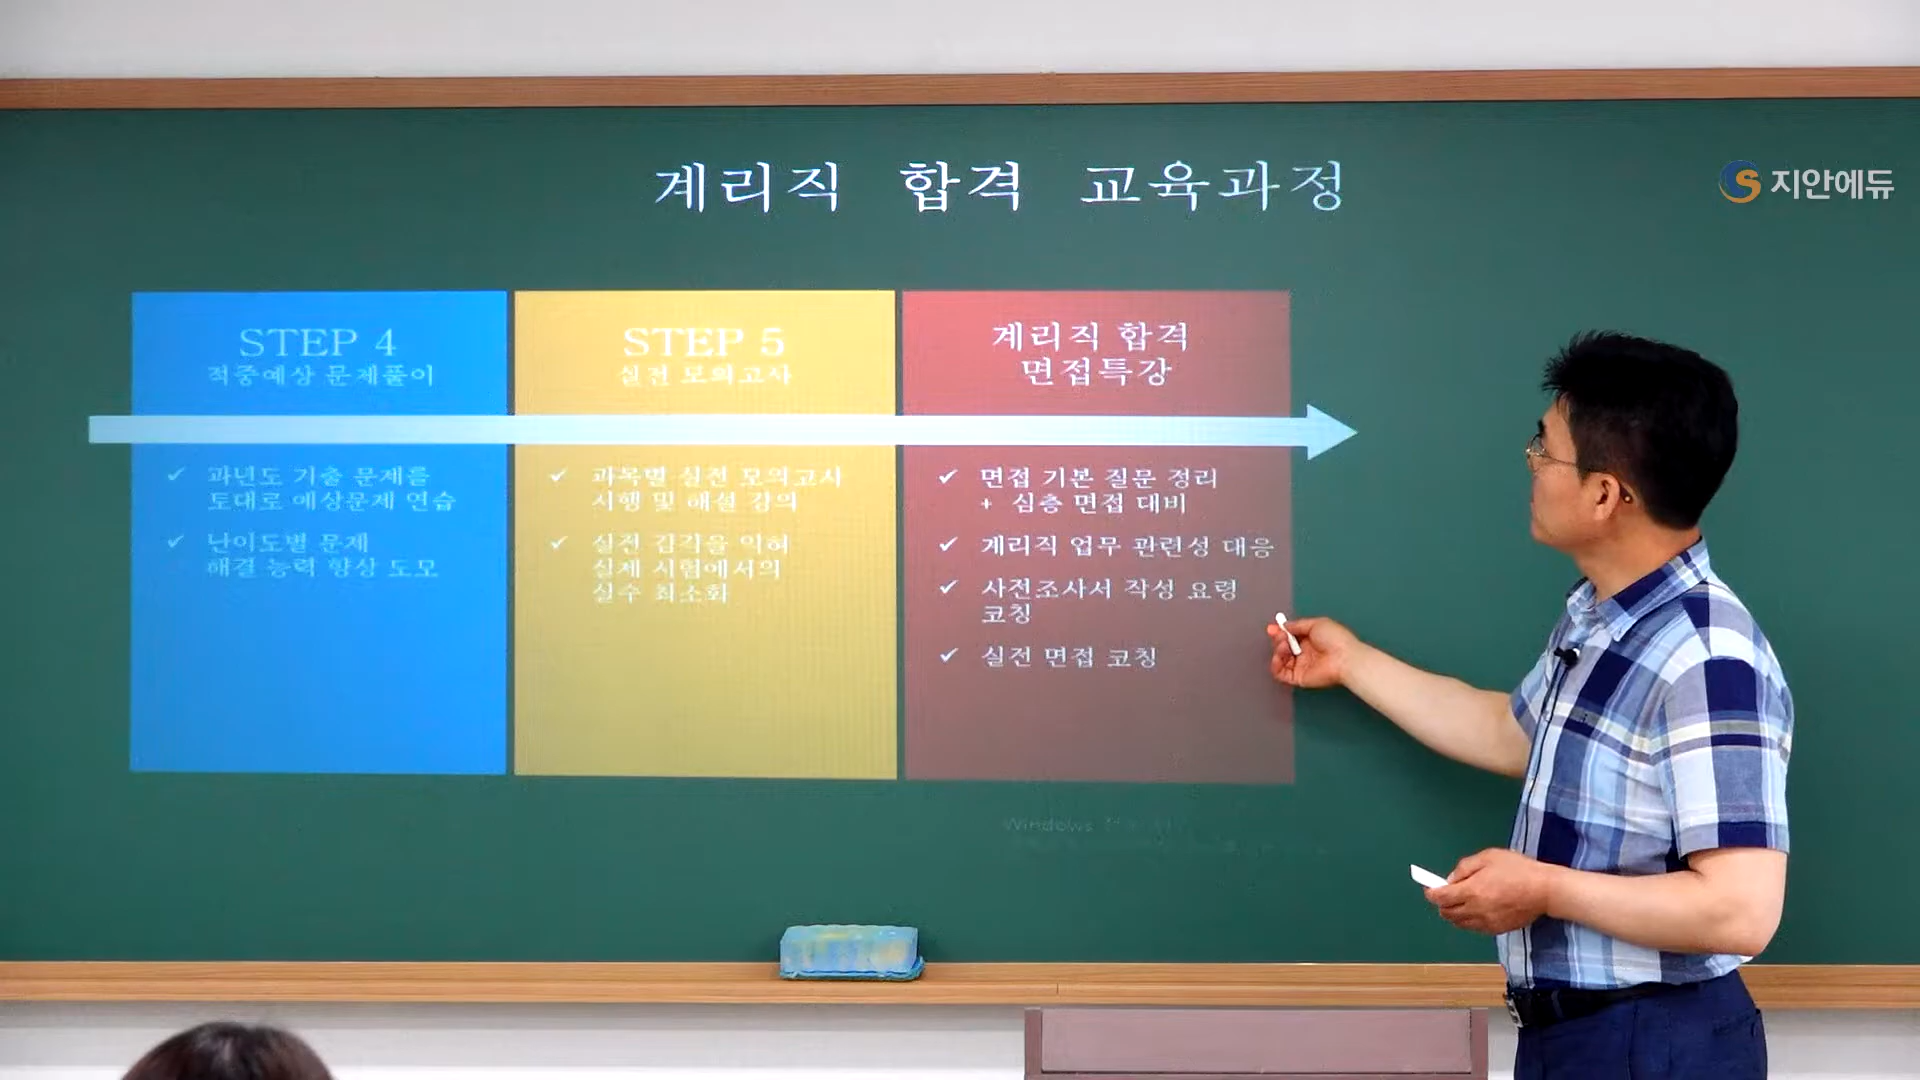 계리직 합격 교육과정
지안에듀
STEP 4
적중예상 문제풀이
과년도 기출 문제를
토대로 예상문제 연습
난이도별 문제
해결 능력 향상 도모
STEP 5
실전 모의고사
과목별 실전 모의고사
시행 및 해설 강의
실전 감각을 익혀
실제 시험에서의
실수 최소화
계리직 합격
면접특강
면접 기본 질문 정리
+ 심층 면접 대비
계리직 업무 관련성 대응
사전조사서 작성 요령
코칭
실전 면접 코칭
Windows